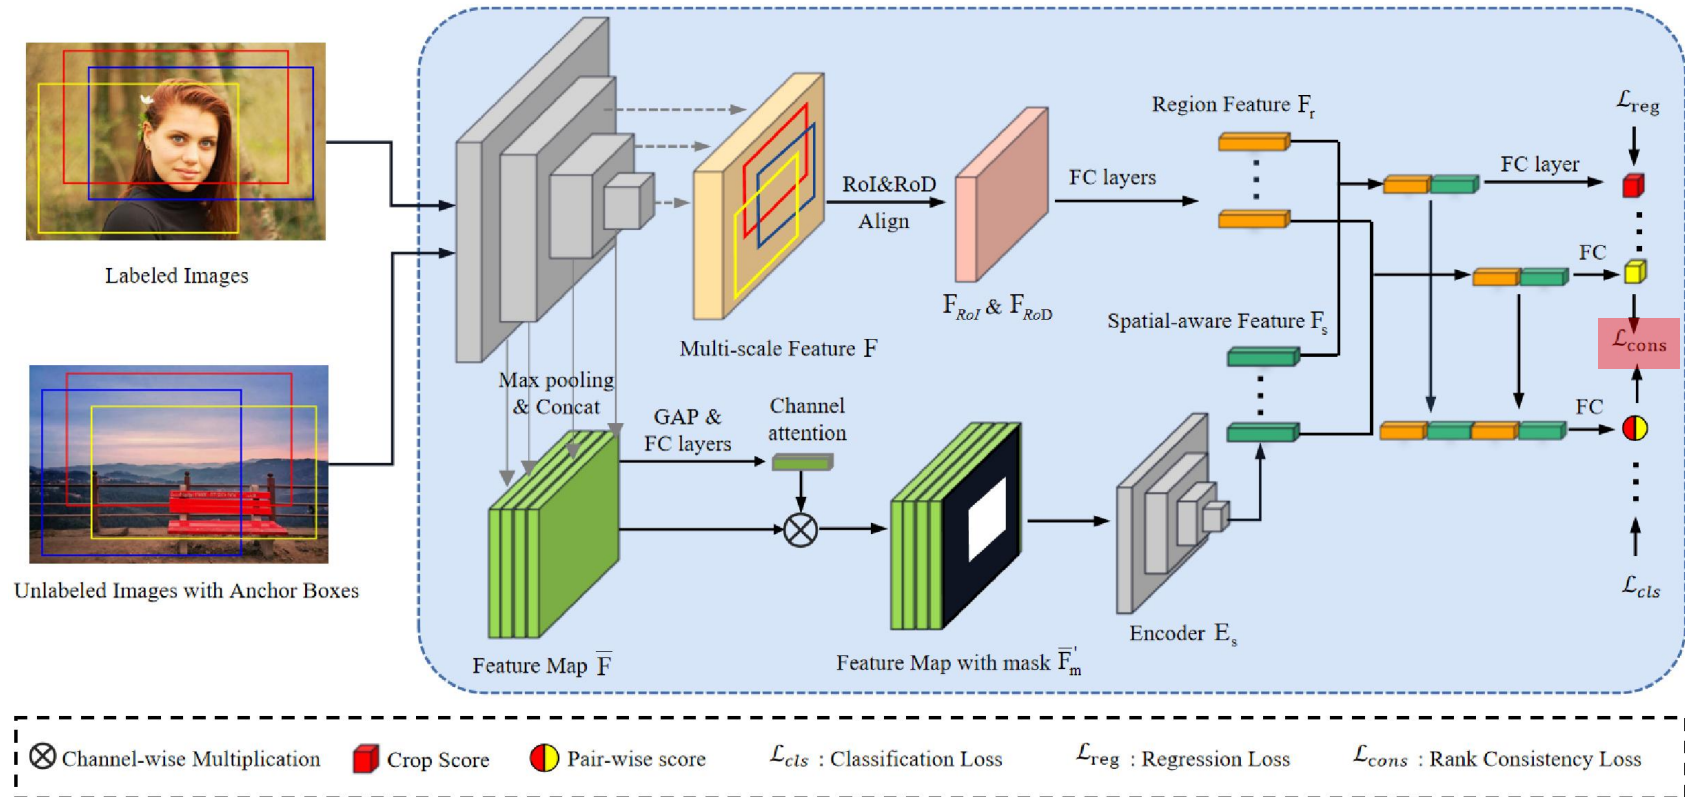 Labeled Images
Unlabeled Images with Anchor Boxes
RoI&RoD
Align
Multi-scale Feature F
F_RoI & F_RoD
FC layers
Region Feature F_r
FC layer
ℒ_reg
FC
Spatial-aware Feature F_s
ℒ_cons
Max pooling
& Concat
GAP &
FC layers
Channel
attention
FC
ℒ_cls
Encoder E_s
Feature Map F̅
Feature Map with mask F̅'_m
Channel-wise Multiplication
Crop Score
Pair-wise score
ℒ_cls : Classification Loss
ℒ_reg : Regression Loss
ℒ_cons : Rank Consistency Loss